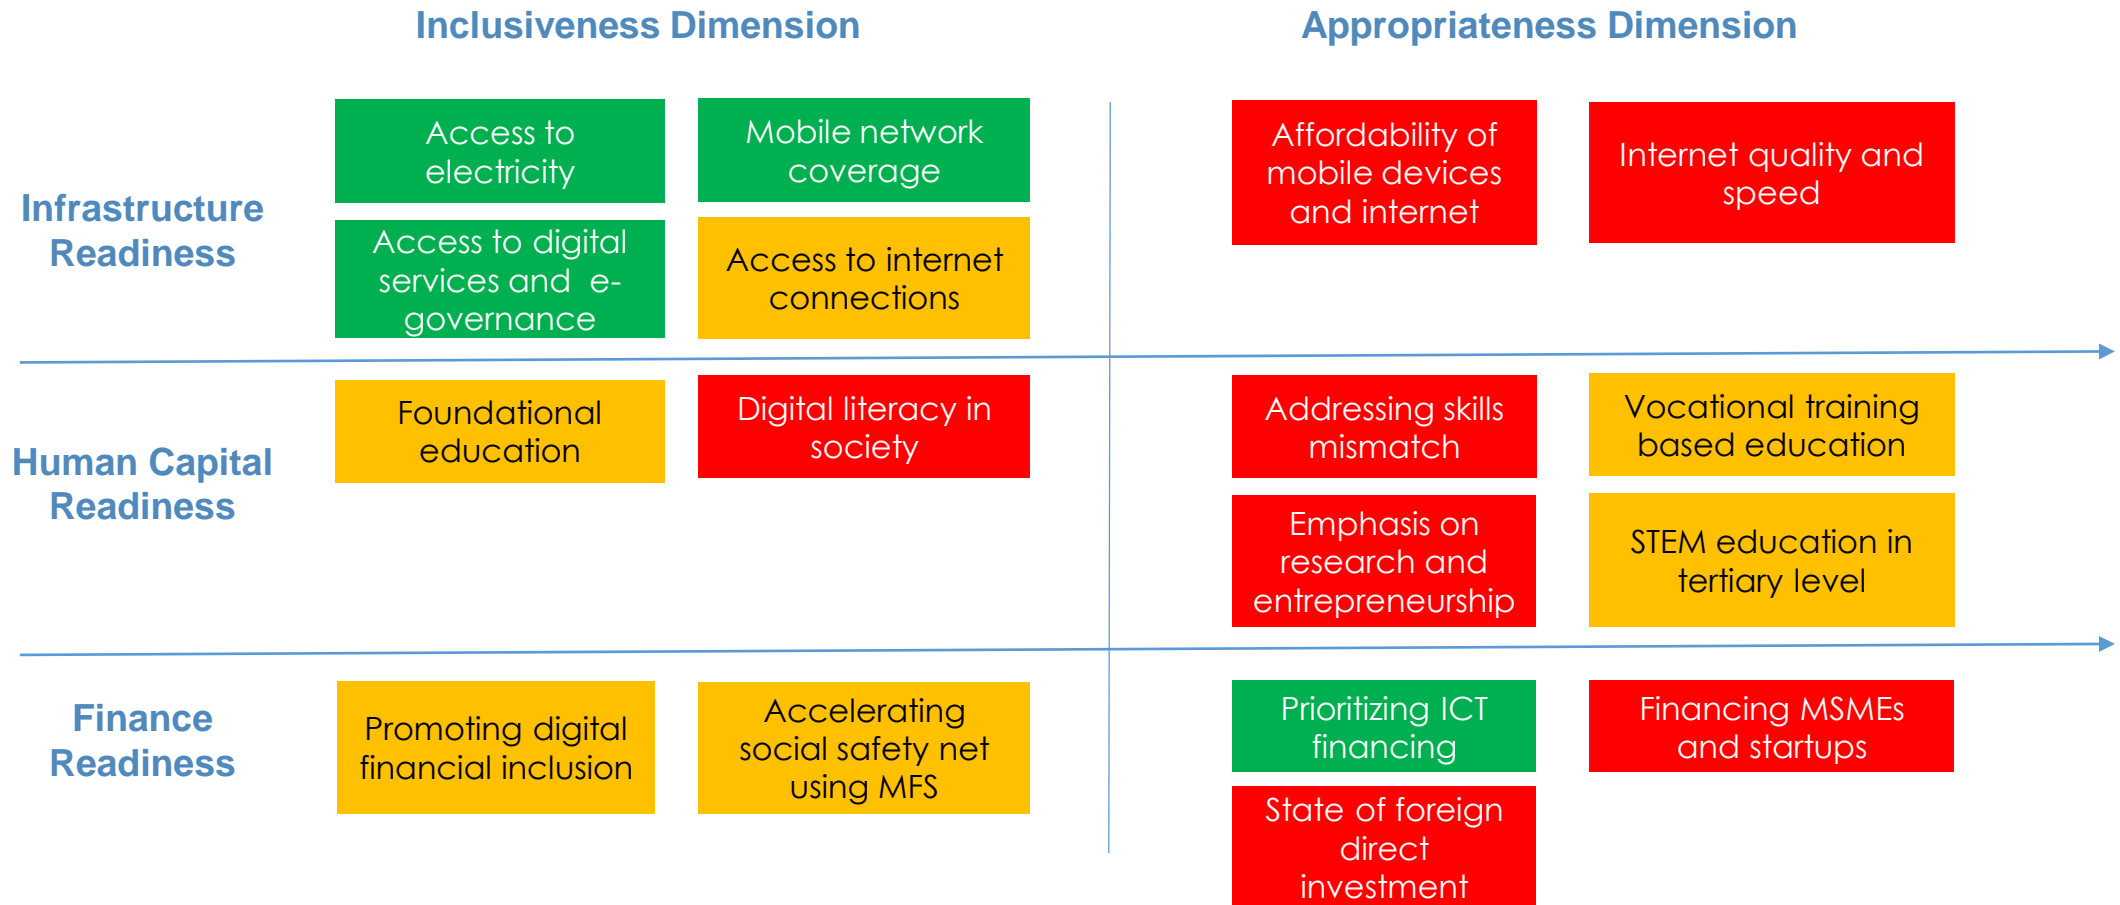 Inclusiveness Dimension
Appropriateness Dimension
Infrastructure
Readiness
Access to
electricity
Mobile network
coverage
Access to digital
services and  e-
governance
Access to internet
connections
Affordability of
mobile devices
and internet
Internet quality and
speed
Human Capital
Readiness
Foundational
education
Digital literacy in
society
Addressing skills
mismatch
Vocational training
based education
Emphasis on
research and
entrepreneurship
STEM education in
tertiary level
Finance
Readiness
Promoting digital
financial inclusion
Accelerating
social safety net
using MFS
Prioritizing ICT
financing
Financing MSMEs
and startups
State of foreign
direct
investment